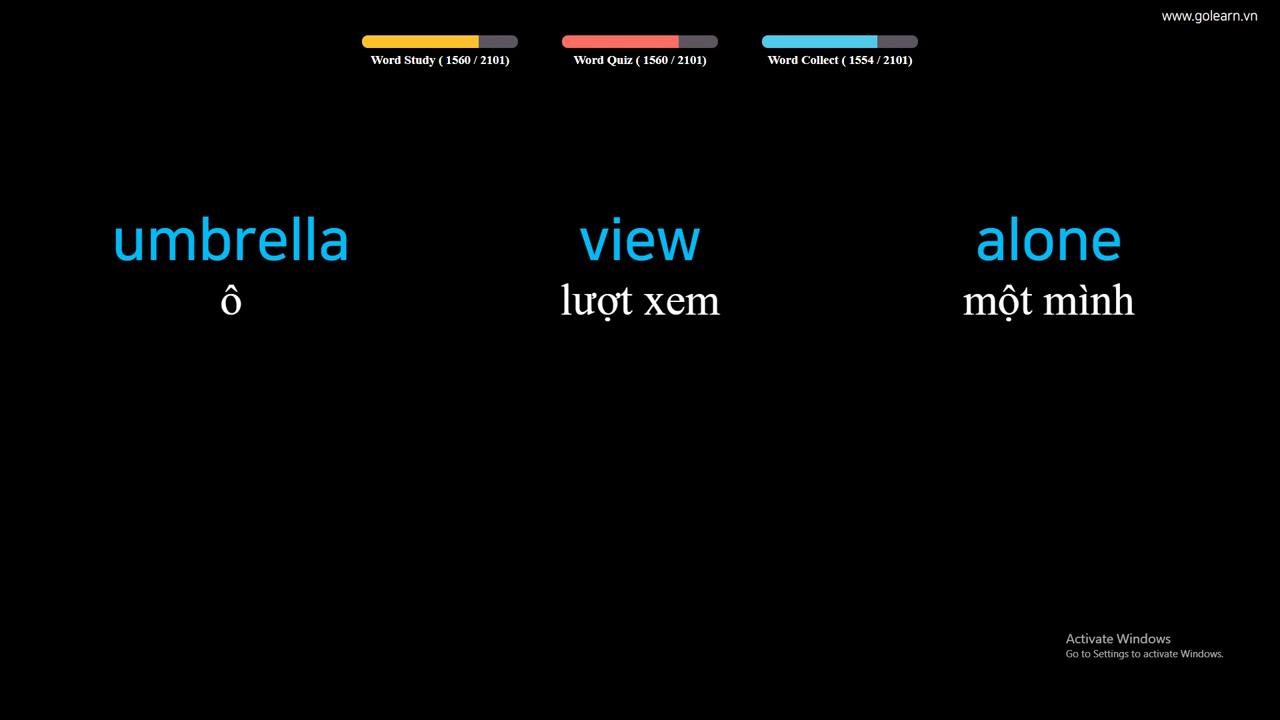 www.golearn.vn
Word Study ( 1560 / 2101)
Word Quiz ( 1560 / 2101)
Word Collect ( 1554 / 2101)
umbrella
ô
view
lượt xem
alone
một mình
Activate Windows
Go to Settings to activate Windows.